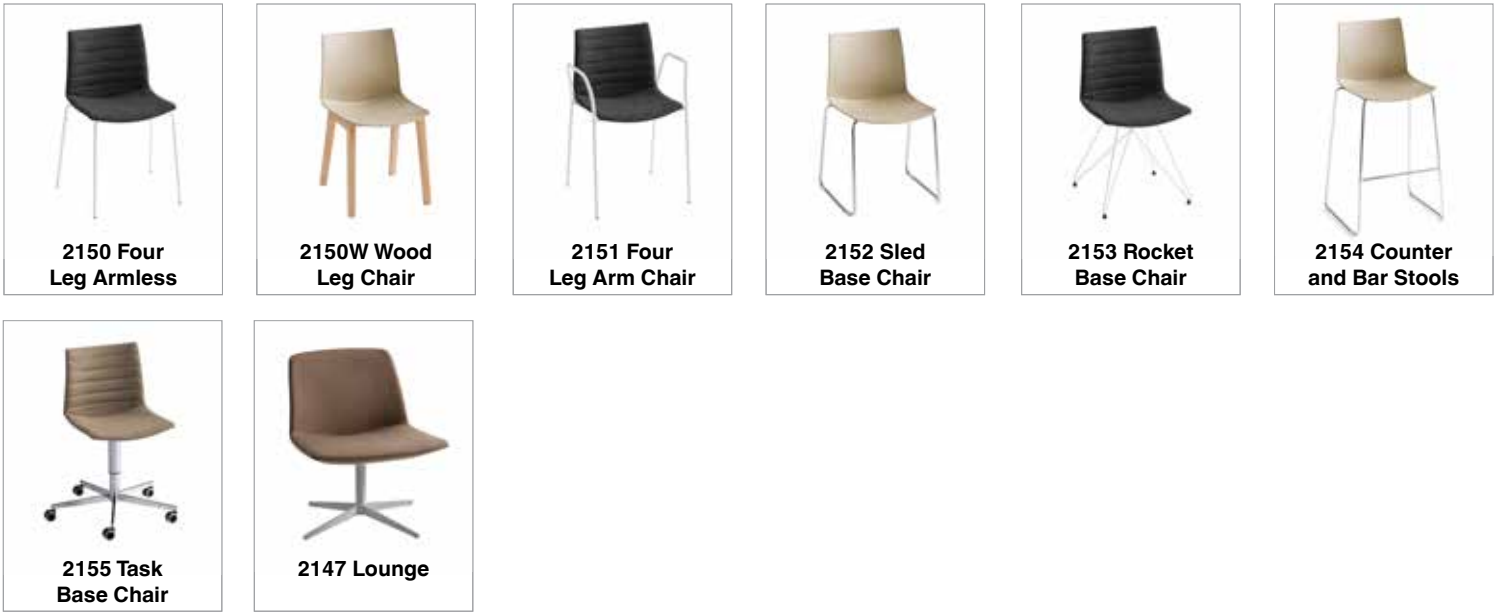 2150 Four
Leg Armless
2150W Wood
Leg Chair
2151 Four
Leg Arm Chair
2152 Sled
Base Chair
2153 Rocket
Base Chair
2154 Counter
and Bar Stools
2155 Task
Base Chair
2147 Lounge